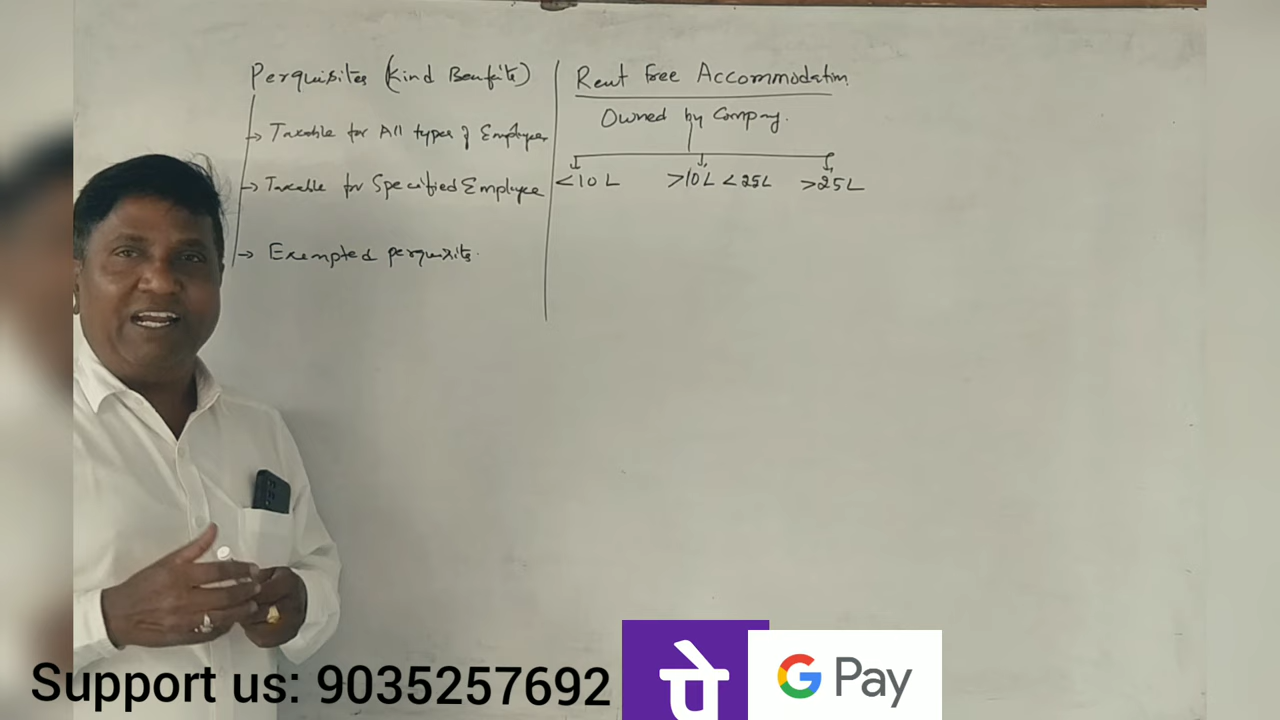 Perquisites (Kind Benefits)
→ Taxable for All types of Employee
→ Taxable for Specified Employee
→ Exempted perquisits.
Rent Free Accommodation
Owned by Company.
<10 L >10L <25L >25L
Support us: 9035257692
पे
G Pay